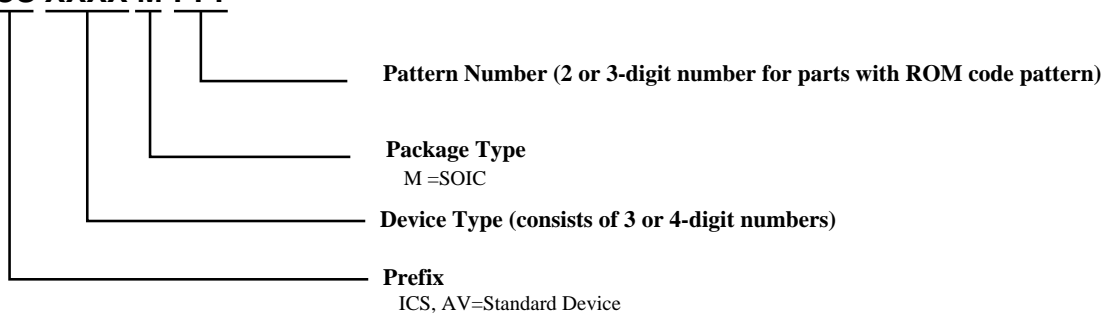 Pattern Number (2 or 3-digit number for parts with ROM code pattern)
Package Type
M =SOIC
Device Type (consists of 3 or 4-digit numbers)
Prefix
ICS, AV=Standard Device